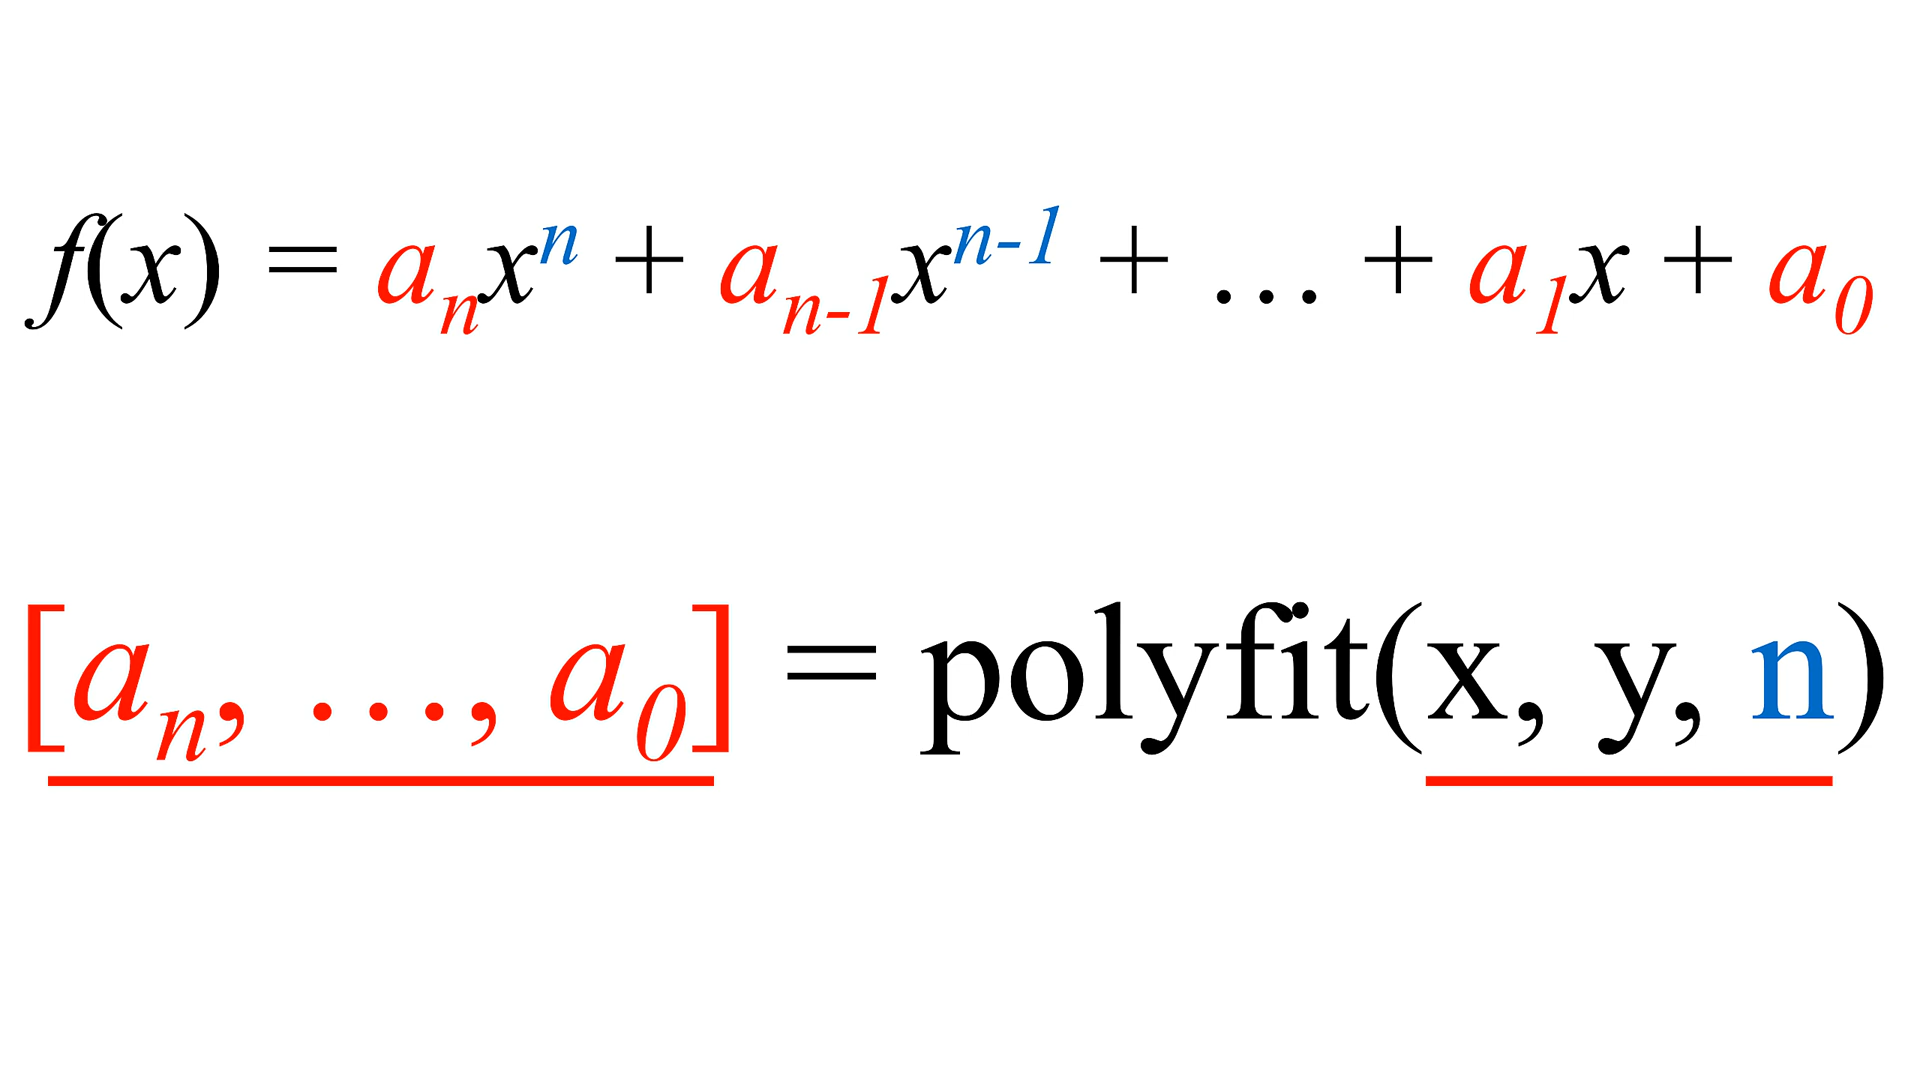 f(x) = aₙxⁿ + aₙ₋₁xⁿ⁻¹ + … + a₁x + a₀
[aₙ, …, a₀] = polyfit(x, y, n)